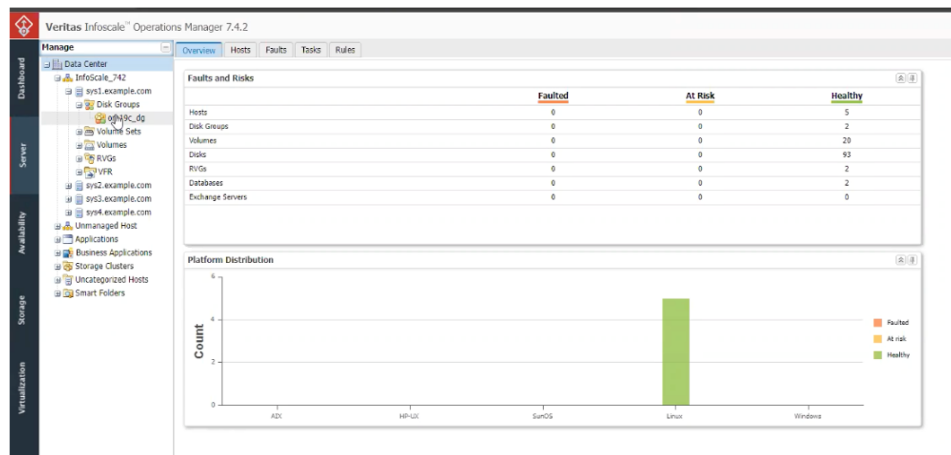 Veritas Infoscale™ Operations Manager 7.4.2
Dashboard
Server
Availability
Storage
Virtualization
Manage
Data Center
InfoScale_742
sys1.example.com
Disk Groups
Volume Sets
Volumes
RVGs
VFR
sys2.example.com
sys3.example.com
sys4.example.com
Unmanaged Host
Applications
Business Applications
Storage Clusters
Uncategorized Hosts
Smart Folders
Overview Hosts Faults Tasks Rules
Faults and Risks
Faulted At Risk Healthy
Hosts 0 0 5
Disk Groups 0 0 2
Volumes 0 0 20
Disks 0 0 93
RVGs 0 0 2
Databases 0 0 2
Exchange Servers 0 0 0
Platform Distribution
Count
6
4
2
0
AIX HP-UX SunOS Linux Windows
Faulted
At risk
Healthy